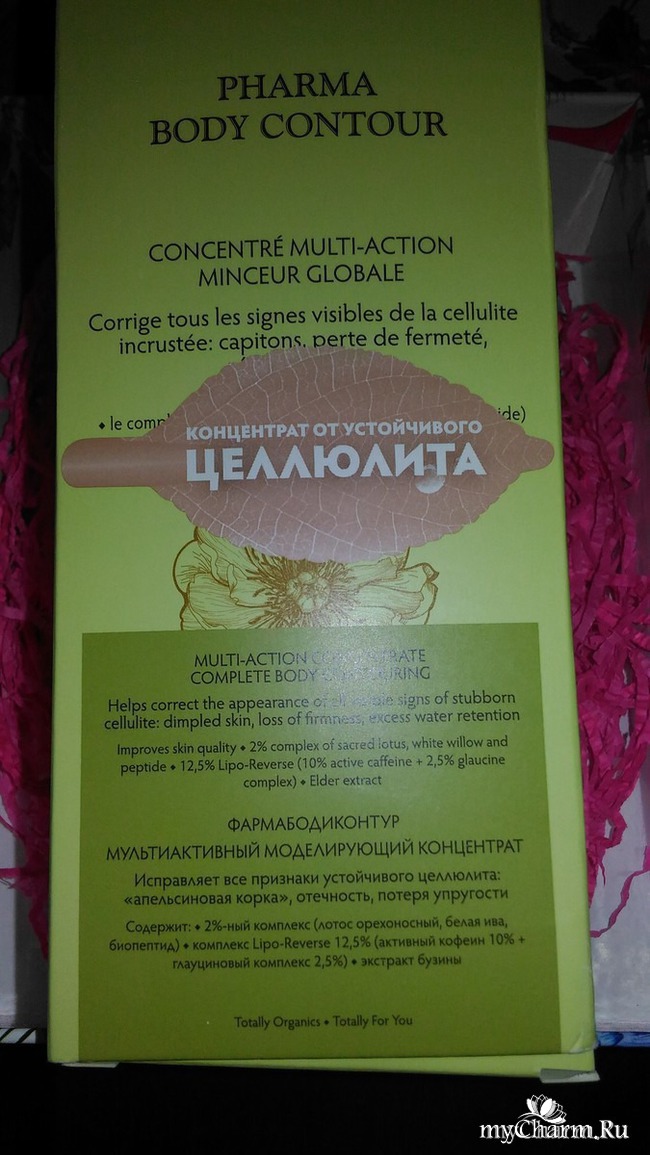 PHARMA
BODY CONTOUR
CONCENTRÉ MULTI-ACTION
MINCEUR GLOBALE
Corrige tous les signes visibles de la cellulite
incrustée: capitons, perte de fermeté,
♦ le
КОНЦЕНТРАТ ОТ УСТОЙЧИВОГО
ЦЕЛЛЮЛИТА
MULTI-ACTION CONCENTRATE
COMPLETE BODY CONTOURING
Helps correct the appearance of all visible signs of stubborn
cellulite: dimpled skin, loss of firmness, excess water retention
Improves skin quality ♦ 2% complex of sacred lotus, white willow and
peptide ♦ 12,5% Lipo-Reverse (10% active caffeine + 2,5% glaucine
complex) ♦ Elder extract
ФАРМАБОДИКОНТУР
МУЛЬТИАКТИВНЫЙ МОДЕЛИРУЮЩИЙ КОНЦЕНТРАТ
Исправляет все признаки устойчивого целлюлита:
«апельсиновая корка», отечность, потеря упругости
Содержит: ♦ 2%-ный комплекс (лотос орехоносный, белая ива,
биопептид) ♦ комплекс Lipo-Reverse 12,5% (активный кофеин 10% +
глауциновый комплекс 2,5%) ♦ экстракт бузины
Totally Organics ♦ Totally For You
myCharm.Ru